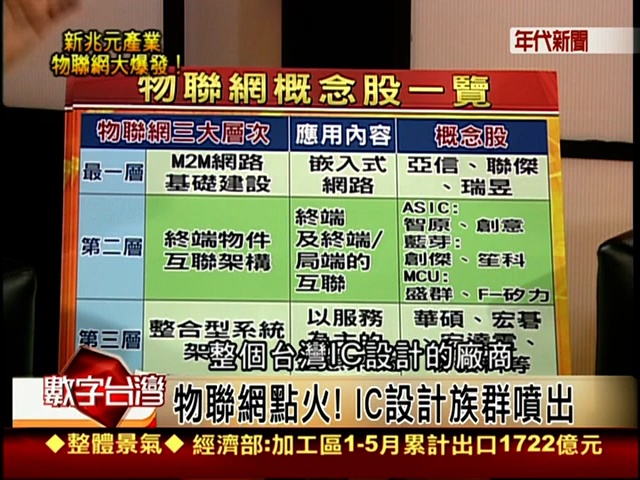 新兆元產業
物聯網大爆發!
年代新聞
物聯網概念股一覽
物聯網三大層次
應用內容
概念股
最一層
M2M網路
基礎建設
嵌入式
網路
亞信、聯傑
、瑞昱
第二層
終端物件
互聯架構
終端
及終端/
局端的
互聯
ASIC:
智原、創意
藍芽:
創傑、笙科
MCU:
盛群、F-矽力
第三層
整合型系統
以服務
華碩、宏碁
整個台灣IC設計的廠商
數字台灣
物聯網點火! IC設計族群噴出
◆整體景氣◆ 經濟部:加工區1-5月累計出口1722億元